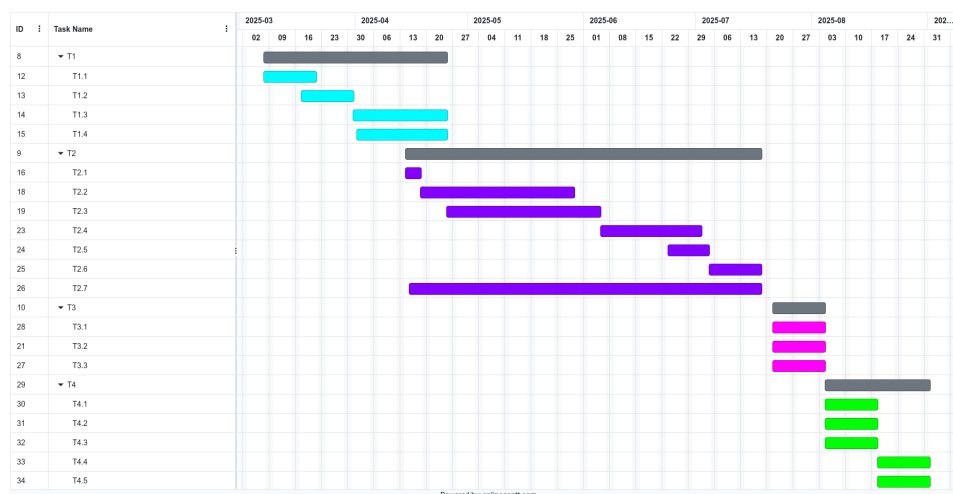 2025-03 2025-04 2025-05 2025-06 2025-07 2025-08 202...
ID Task Name
02 09 16 23 30 06 13 20 27 04 11 18 25 01 08 15 22 29 06 13 20 27 03 10 17 24 31
8 T1
12 T1.1
13 T1.2
14 T1.3
15 T1.4
9 T2
16 T2.1
18 T2.2
19 T2.3
23 T2.4
24 T2.5
25 T2.6
26 T2.7
10 T3
28 T3.1
21 T3.2
27 T3.3
29 T4
30 T4.1
31 T4.2
32 T4.3
33 T4.4
34 T4.5